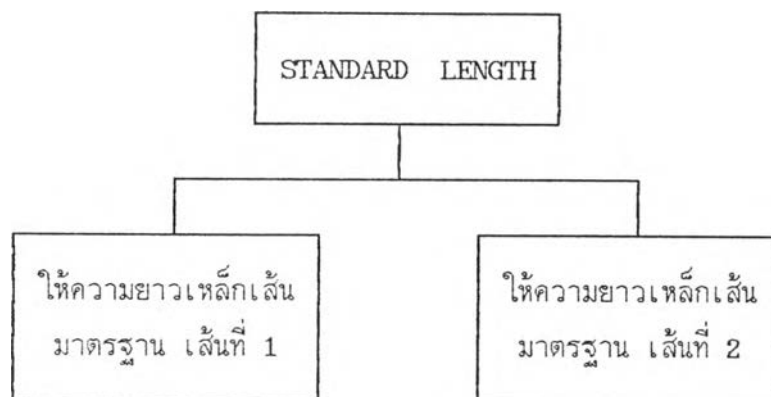 STANDARD LENGTH
ให้ความยาวเหล็กเส้น
มาตรฐาน เส้นที่ 1
ให้ความยาวเหล็กเส้น
มาตรฐาน เส้นที่ 2